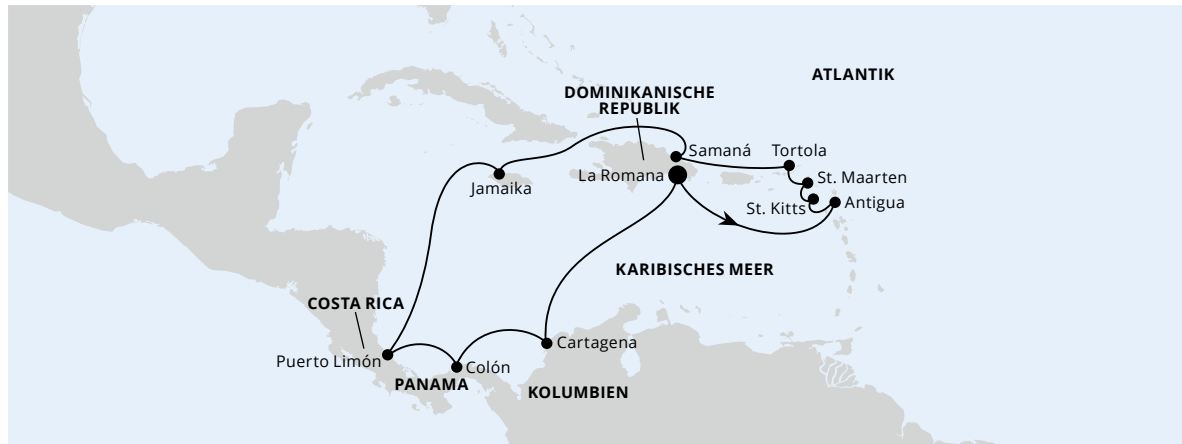 ATLANTIK
DOMINIKANISCHE
REPUBLIK
Samaná
Tortola
La Romana
St. Maarten
Jamaika
St. Kitts
Antigua
KARIBISCHES MEER
COSTA RICA
Puerto Limón
Cartagena
Colón
PANAMA
KOLUMBIEN